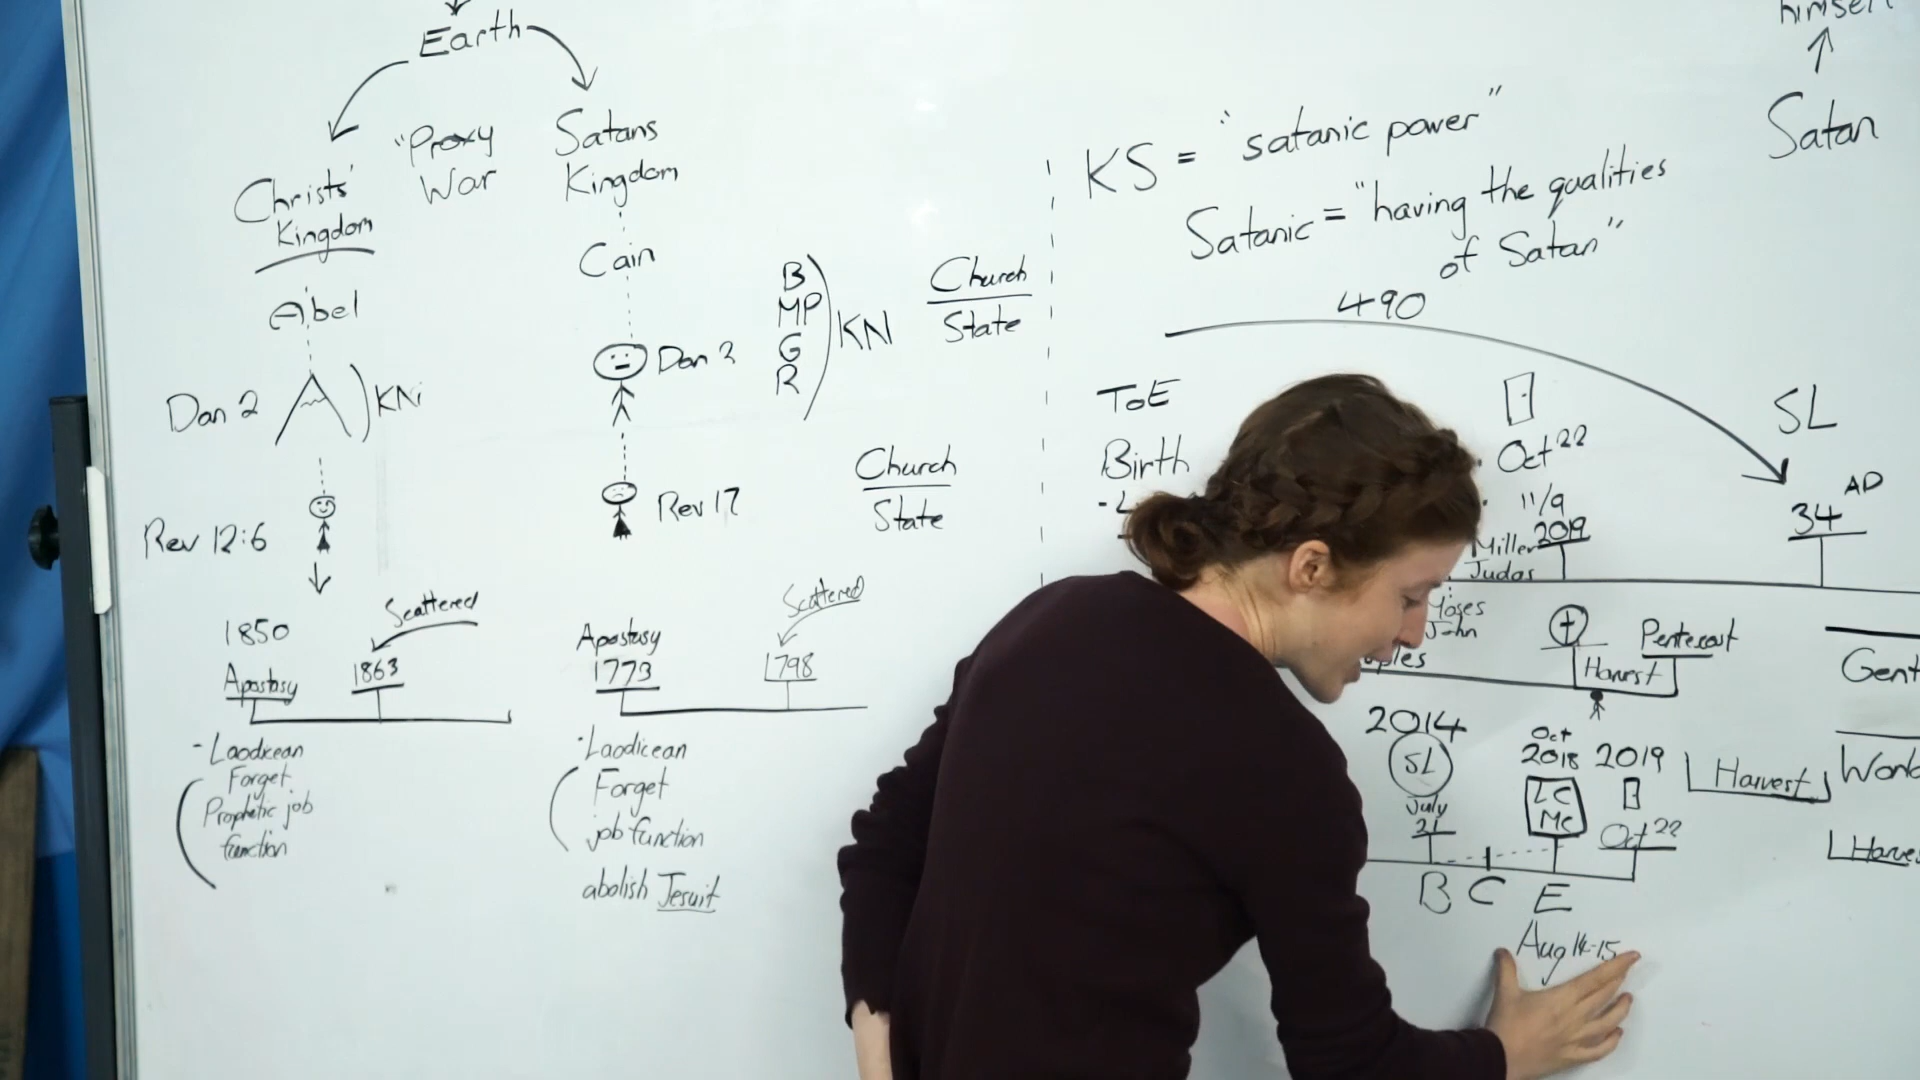 Earth
Christs'
Kingdom
"Proxy
War
Satans
Kingdom
Abel
Cain
Dan 2
KN
Dan 2
B
MP
G
R
KN
Church
State
Rev 12:6
Rev 17
Church
State
1850
Apostasy
Scattered
1863
- Laodicean
Forget
Prophetic job
function
Apostasy
1773
Scattered
1798
- Laodicean
Forget
job function
abolish Jesuit
himself
Satan
KS = "satanic power"
Satanic = "having the qualities
of Satan"
490
ToE
Birth
Oct 22
11/9
2019
SL
34 AD
Miller
Judas
Moses
John
Harvest
Pentecost
Gent
2014
SL
July
21
Oct
2018
LC
MC
2019
Oct 22
Harvest
World
Harves
B C E
Aug 14-15